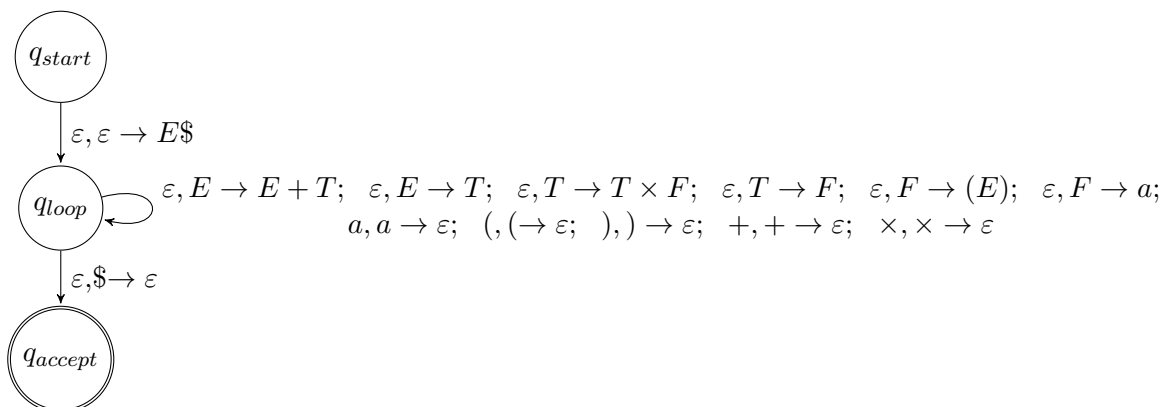 q_start
ε, ε → E$
q_loop
ε, E → E + T; ε, E → T; ε, T → T × F; ε, T → F; ε, F → (E); ε, F → a;
a, a → ε; (, (→ ε; ), ) → ε; +, + → ε; ×, × → ε
ε,$→ ε
q_accept